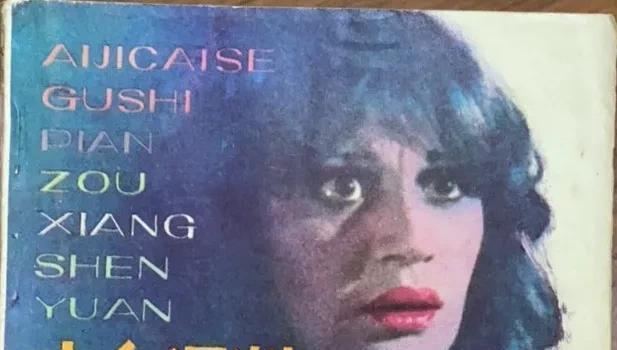 AIJICAISE
GUSHI
PIAN
ZOU
XIANG
SHEN
YUAN